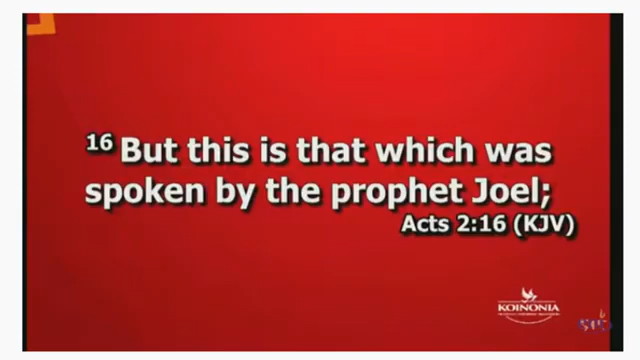 16 But this is that which was
spoken by the prophet Joel;
Acts 2:16 (KJV)
KOINONIA